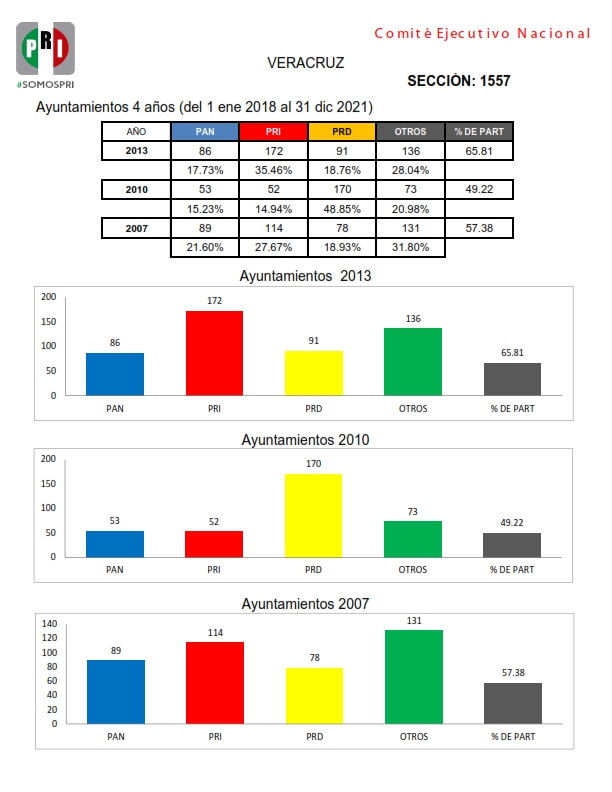 Comité Ejecutivo Nacional
PRI
#SOMOSPRI
VERACRUZ
SECCIÓN: 1557
Ayuntamientos 4 años (del 1 ene 2018 al 31 dic 2021)
AÑO PAN PRI PRD OTROS % DE PART
2013 86 172 91 136 65.81
17.73% 35.46% 18.76% 28.04%
2010 53 52 170 73 49.22
15.23% 14.94% 48.85% 20.98%
2007 89 114 78 131 57.38
21.60% 27.67% 18.93% 31.80%
Ayuntamientos 2013
200
150
100
50
0
86 172 91 136 65.81
PAN PRI PRD OTROS % DE PART
Ayuntamientos 2010
200
150
100
50
0
53 52 170 73 49.22
PAN PRI PRD OTROS % DE PART
Ayuntamientos 2007
140
120
100
80
60
40
20
0
89 114 78 131 57.38
PAN PRI PRD OTROS % DE PART